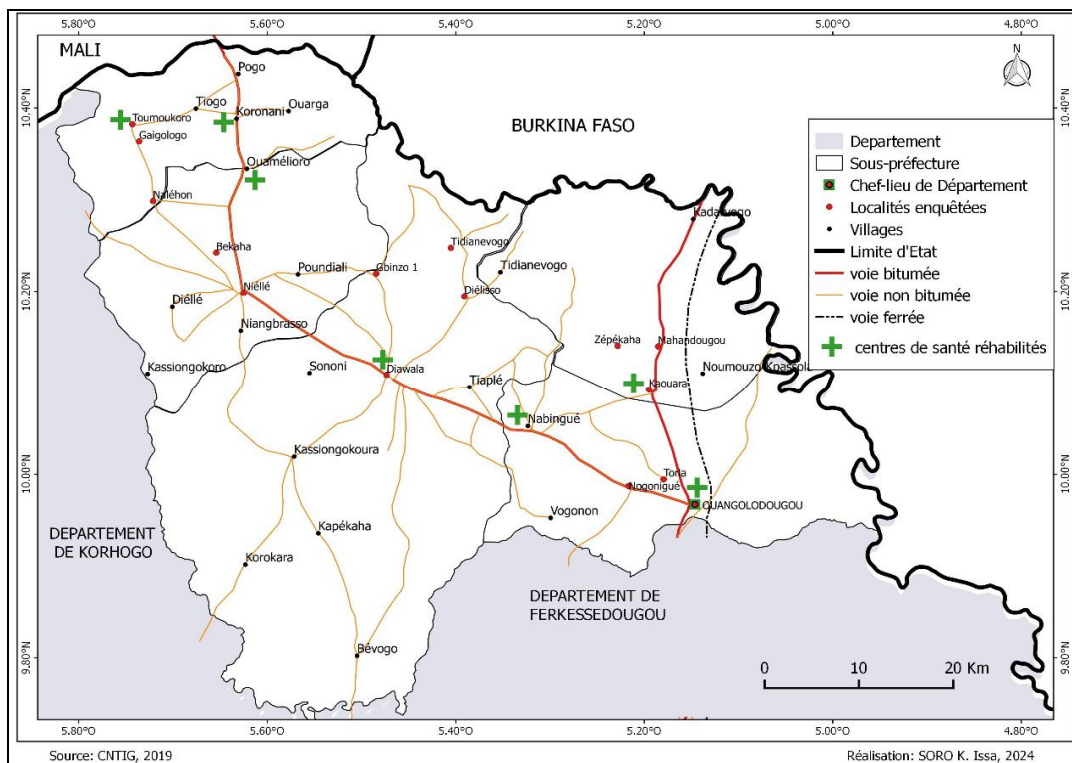 5.80°O
5.60°O
5.40°O
5.20°O
5.00°O
4.80°O
MALI
N
Pogo
10.40°N
10.40°N
Tiogo
Ouarga
Toumoukoro
Koronani
BURKINA FASO
Gaigologo
Departement
Sous-préfecture
Ouamélioro
Chef-lieu de Département
Naléhon
Localités enquêtées
Villages
Limite d'Etat
Bekaha
Tidianevogo
voie bitumée
Poundiali
Gbinzo 1
Tidianevogo
voie non bitumée
10.20°N
10.20°N
Niéllé
Diélisso
voie ferrée
Diéllé
Niangbrasso
Zépékaha
Nahandougou
centres de santé réhabilités
Kassiongokoro
Sononi
Diawala
Noumouzo
Tiaplé
Kaouara
Nabingué
Kassiongokoura
10.00°N
10.00°N
Nogonigué
OUANGOLODOUGOU
Vogonon
DEPARTEMENT
DE KORHOGO
Kapékaha
Korokara
DEPARTEMENT DE
FERKESSEDOUGOU
Bévogo
9.80°N
9.80°N
0
10
20 Km
5.80°O
5.60°O
5.40°O
5.20°O
5.00°O
4.80°O
Source: CNTIG, 2019
Réalisation: SORO K. Issa, 2024